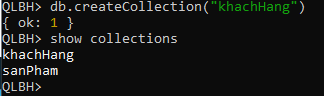 QLBH> db.createCollection("khachHang")
{ ok: 1 }
QLBH> show collections
khachHang
sanPham
QLBH>